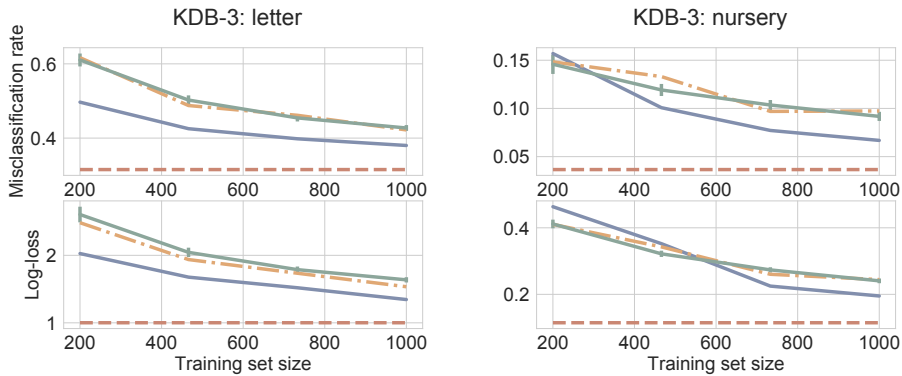 KDB-3: letter
KDB-3: nursery
Misclassification rate
0.6
0.4
200 400 600 800 1000
0.15
0.10
0.05
200 400 600 800 1000
Log-loss
2
1
200 400 600 800 1000
Training set size
0.4
0.2
200 400 600 800 1000
Training set size